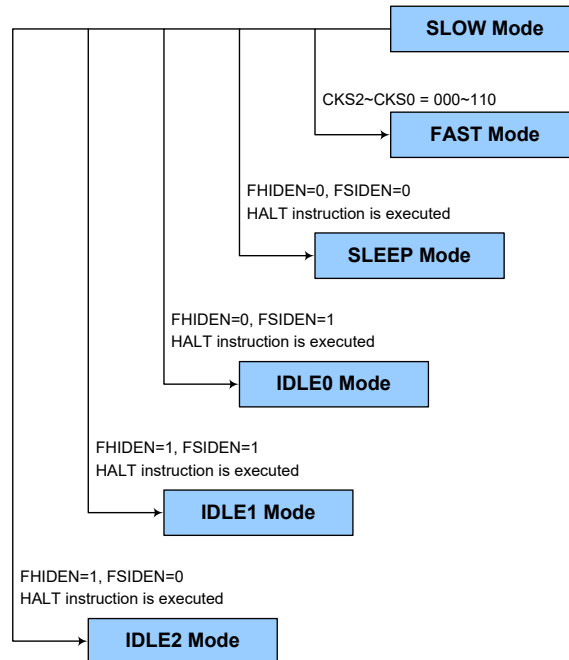 SLOW Mode
CKS2~CKS0 = 000~110
FAST Mode
FHIDEN=0, FSIDEN=0
HALT instruction is executed
SLEEP Mode
FHIDEN=0, FSIDEN=1
HALT instruction is executed
IDLE0 Mode
FHIDEN=1, FSIDEN=1
HALT instruction is executed
IDLE1 Mode
FHIDEN=1, FSIDEN=0
HALT instruction is executed
IDLE2 Mode